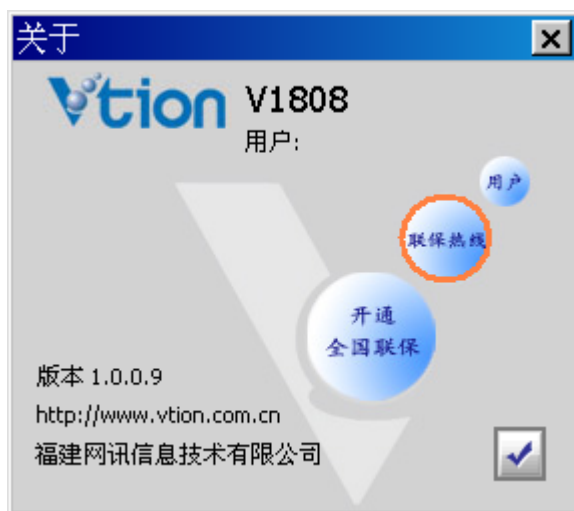 关于
Vtion V1808
用户:
用户
联保热线
开通
全国联保
版本 1.0.0.9
http://www.vtion.com.cn
福建网讯信息技术有限公司